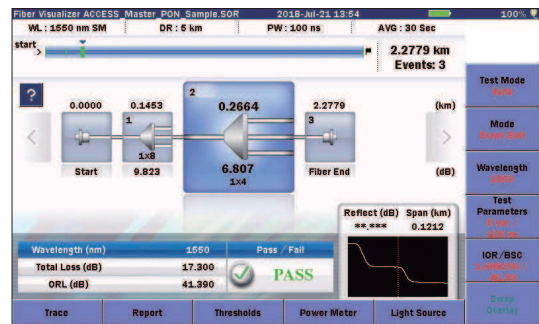 Fiber Visualizer ACCESS_Master_PON_Sample.SOR 2018-Jul-21 13:54 100%
WL : 1550 nm SM DR : 5 km PW : 100 ns AVG : 30 Sec
start
2.2779 km
Events: 3
Test Mode
?
2
0.0000 0.1453 0.2664 2.2779 (km)
1 3
Mode
1x8
Start 9.823 6.807 Fiber End (dB)
1x4
Wavelength
Test
Parameters
Reflect (dB) Span (km)
**.*** 0.1212
Wavelength (nm) 1550 Pass / Fail
Total Loss (dB) 17.300 PASS
ORL (dB) 41.390
IOR/BSC
Trace Report Thresholds Power Meter Light Source